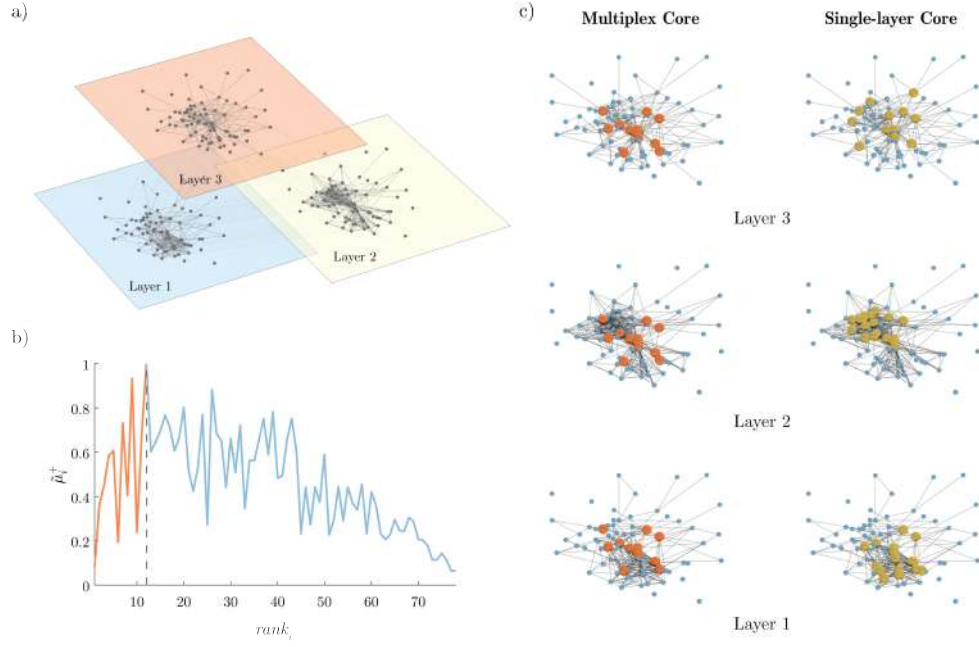 a)
Layer 3
Layer 2
Layer 1
b)
1
0.8
0.6
0.4
0.2
0
μ̃ᵢ⁺
10 20 30 40 50 60 70
rankᵢ
c)
Multiplex Core Single-layer Core
Layer 3
Layer 2
Layer 1